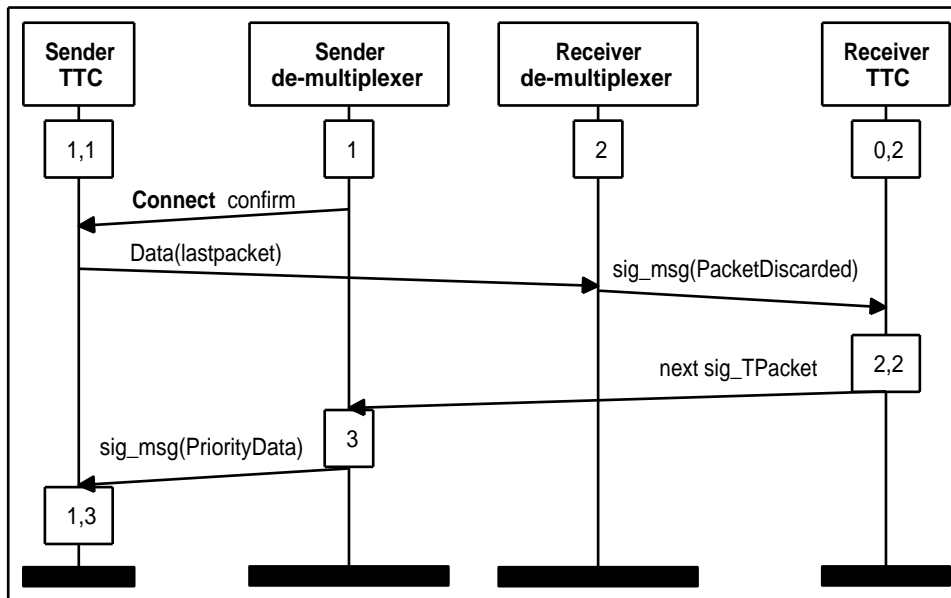 Sender
TTC
Sender
de-multiplexer
Receiver
de-multiplexer
Receiver
TTC
1,1
1
2
0,2
Connect confirm
Data(lastpacket)
sig_msg(PacketDiscarded)
2,2
next sig_TPacket
3
sig_msg(PriorityData)
1,3